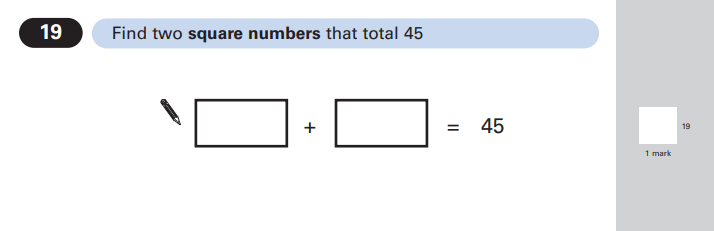 19 Find two square numbers that total 45
+ = 45
19
1 mark